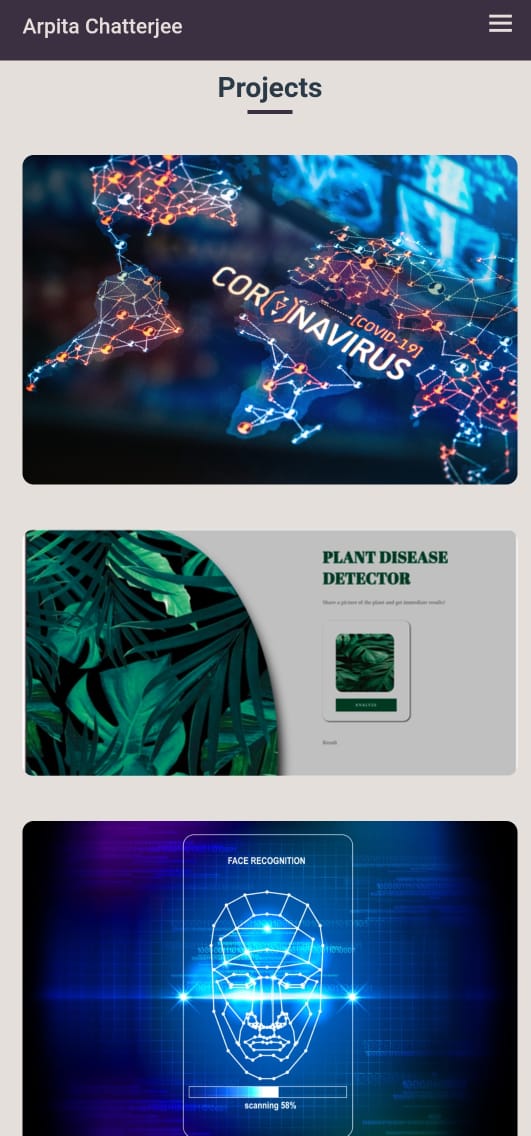 Arpita Chatterjee
Projects
CORONAVIRUS
[COVID-19]
PLANT DISEASE
DETECTOR
Share a picture of the plant and get immediate results!
ANALYZE
Result
FACE RECOGNITION
scanning 58%